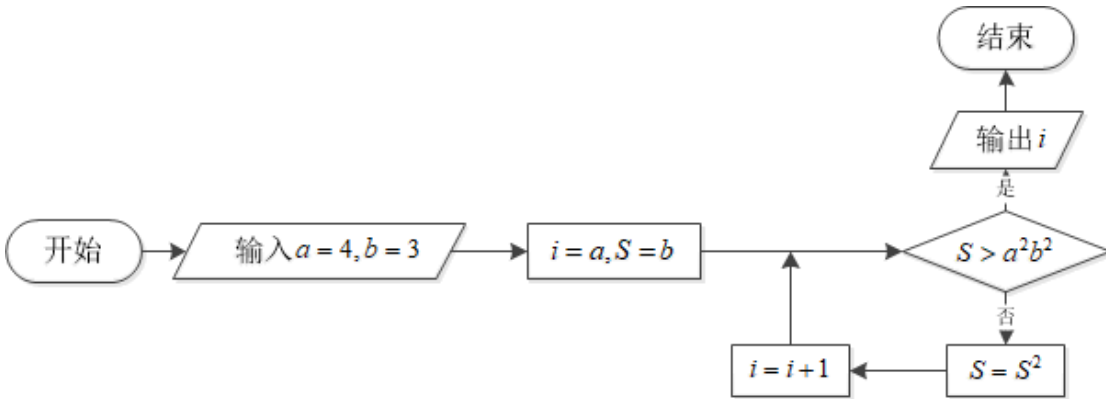 开始
输入a=4,b=3
i=a,S=b
S>a²b²
是
输出i
结束
否
S=S²
i=i+1